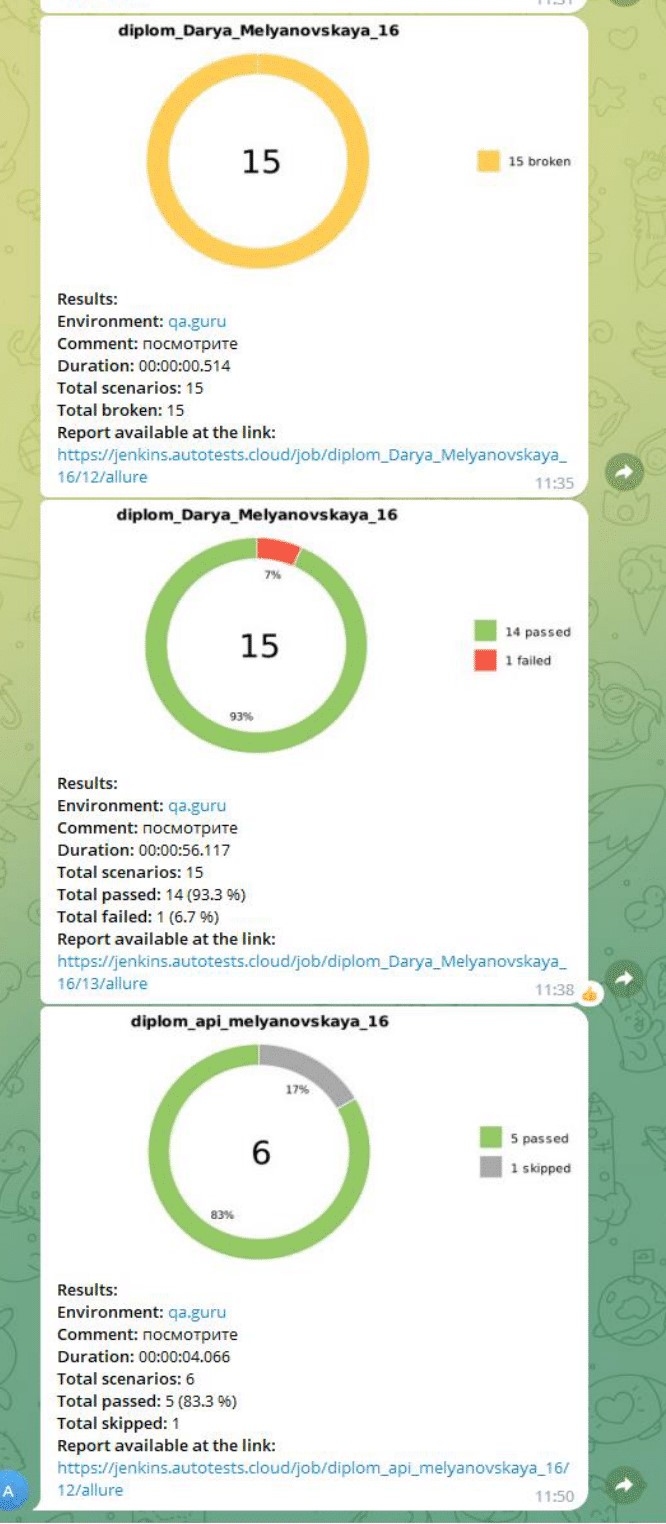 diplom_Darya_Melyanovskaya_16
15
15 broken
Results:
Environment: qa.guru
Comment: посмотрите
Duration: 00:00:00.514
Total scenarios: 15
Total broken: 15
Report available at the link:
https://jenkins.autotests.cloud/job/diplom_Darya_Melyanovskaya_
16/12/allure
11:35
diplom_Darya_Melyanovskaya_16
7%
15
93%
14 passed
1 failed
Results:
Environment: qa.guru
Comment: посмотрите
Duration: 00:00:56.117
Total scenarios: 15
Total passed: 14 (93.3 %)
Total failed: 1 (6.7 %)
Report available at the link:
https://jenkins.autotests.cloud/job/diplom_Darya_Melyanovskaya_
16/13/allure
11:38
diplom_api_melyanovskaya_16
17%
6
83%
5 passed
1 skipped
Results:
Environment: qa.guru
Comment: посмотрите
Duration: 00:00:04.066
Total scenarios: 6
Total passed: 5 (83.3 %)
Total skipped: 1
Report available at the link:
https://jenkins.autotests.cloud/job/diplom_api_melyanovskaya_16/
12/allure
A
11:50